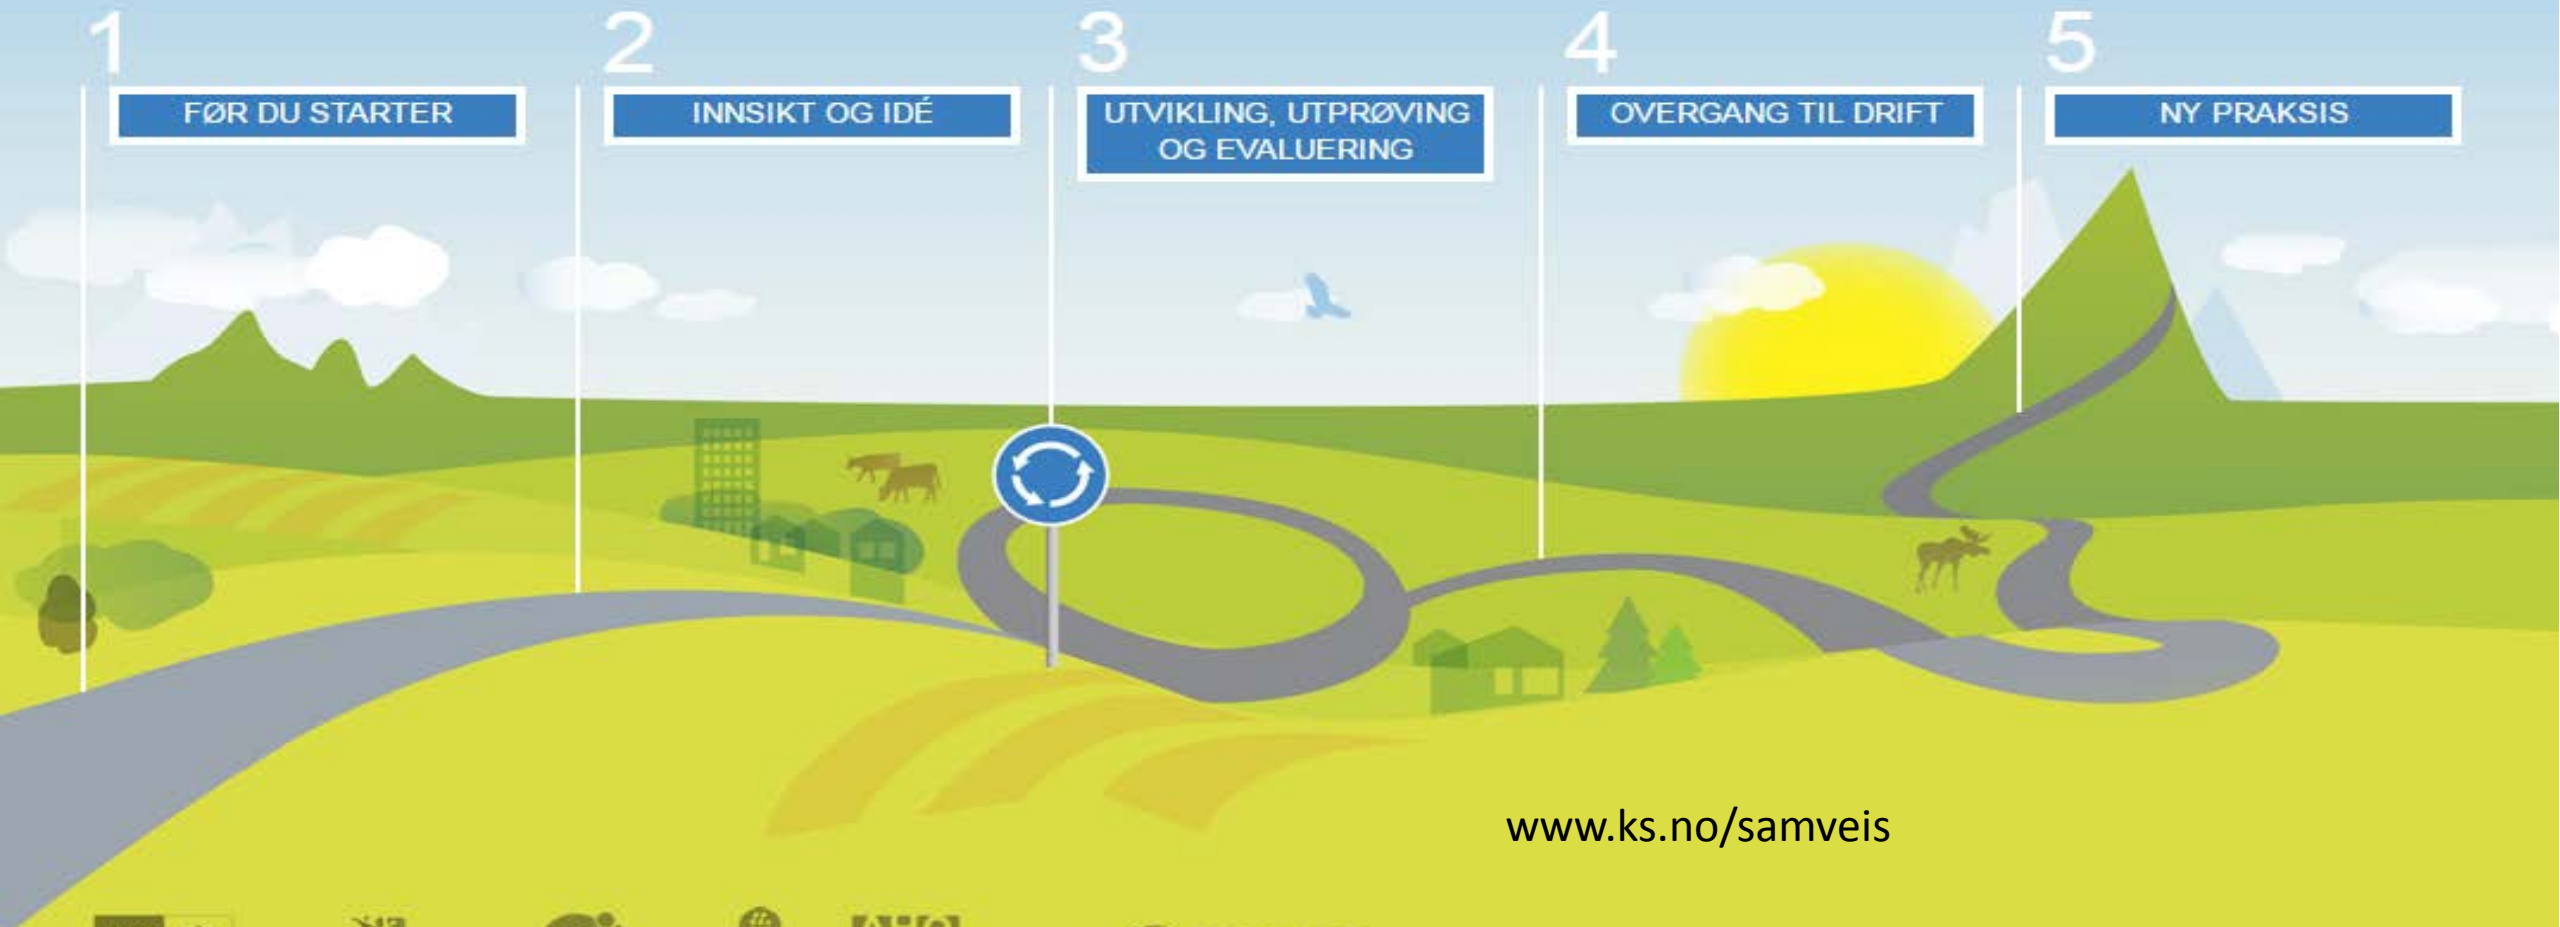 1
FØR DU STARTER
2
INNSIKT OG IDÉ
3
UTVIKLING, UTPRØVING
OG EVALUERING
4
OVERGANG TIL DRIFT
5
NY PRAKSIS
www.ks.no/samveis